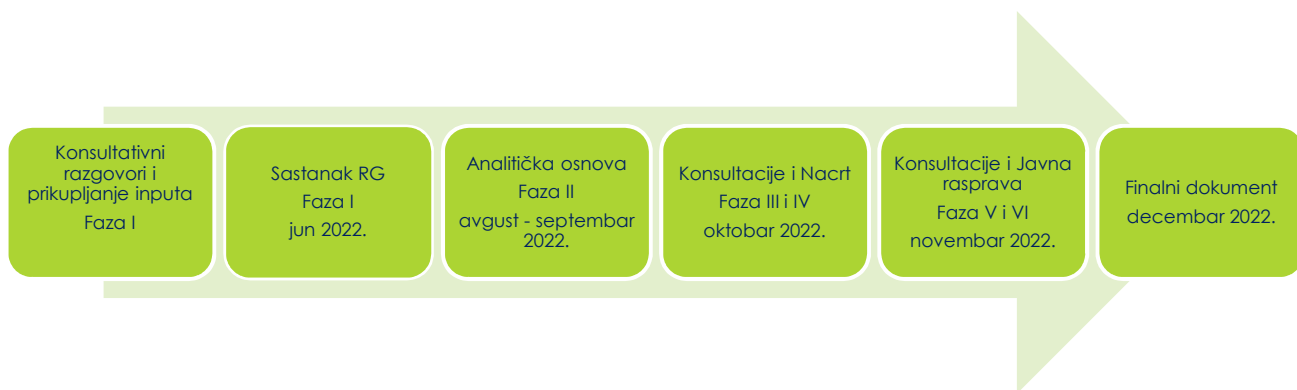 Konsultativni
razgovori i
prikupljanje inputa
Faza I
Sastanak RG
Faza I
jun 2022.
Analitička osnova
Faza II
avgust - septembar
2022.
Konsultacije i Nacrt
Faza III i IV
oktobar 2022.
Konsultacije i Javna
rasprava
Faza V i VI
novembar 2022.
Finalni dokument
decembar 2022.